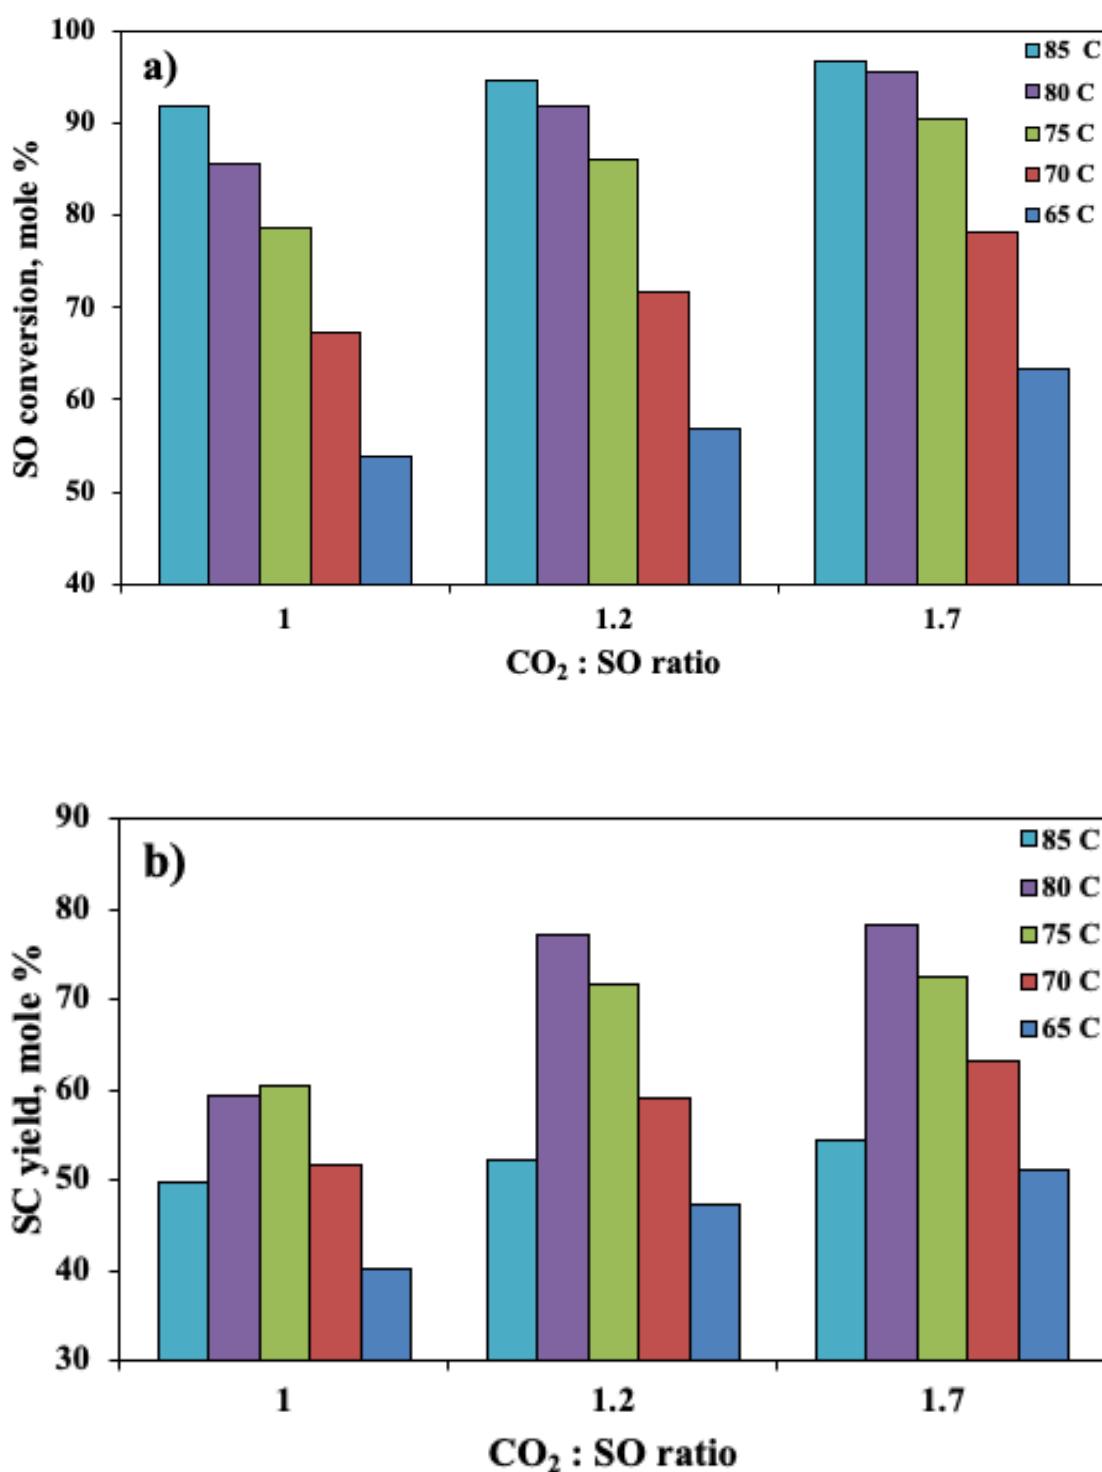 a)
SO conversion, mole %
100
90
80
70
60
50
40
85 C
80 C
75 C
70 C
65 C
1 1.2 1.7
CO₂ : SO ratio
b)
SC yield, mole %
90
80
70
60
50
40
30
85 C
80 C
75 C
70 C
65 C
1 1.2 1.7
CO₂ : SO ratio